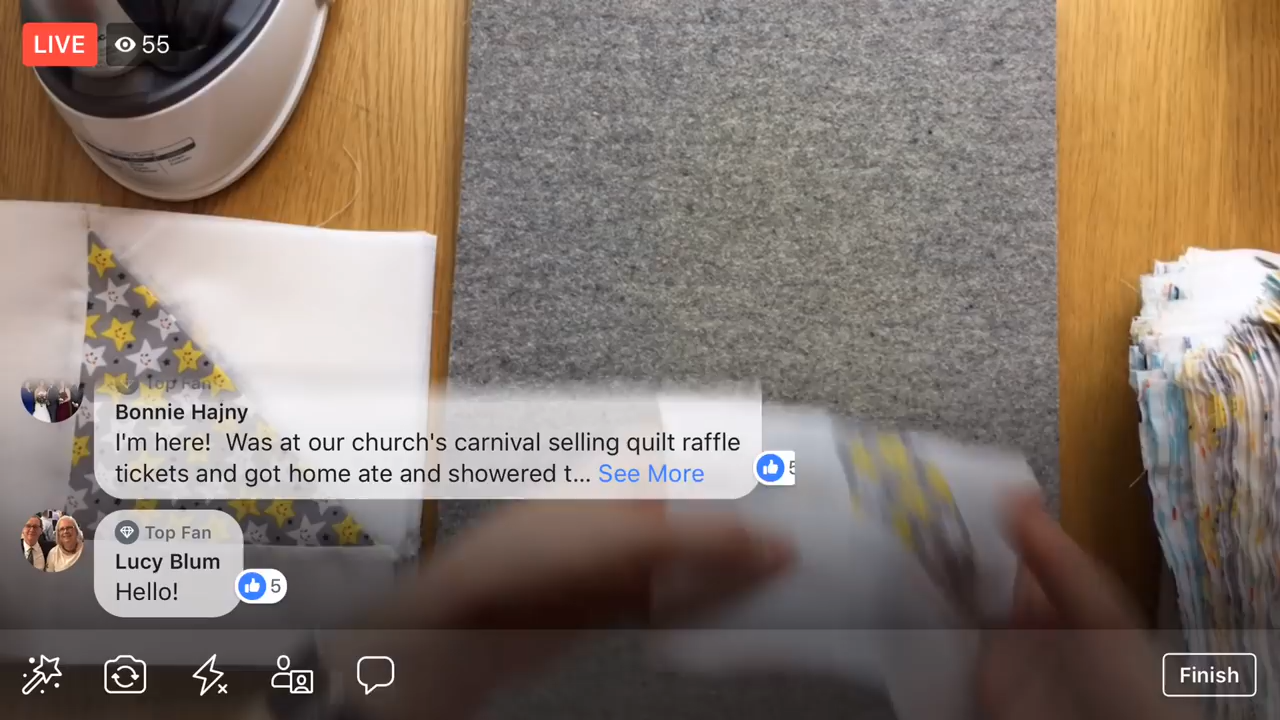 LIVE
55
Top Fan
Bonnie Hajny
I'm here!  Was at our church's carnival selling quilt raffle
tickets and got home ate and showered t... See More
5
Top Fan
Lucy Blum
Hello!
5
Finish